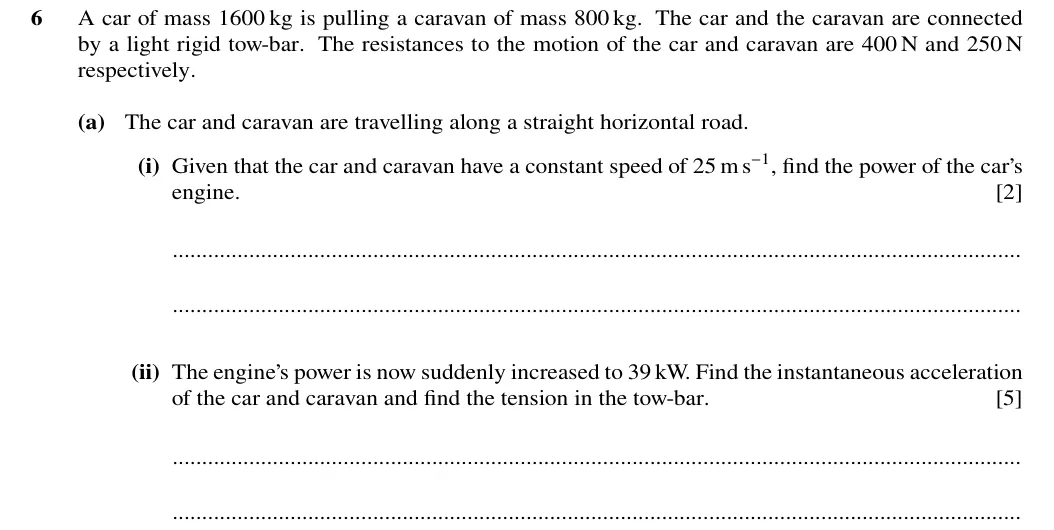 6 A car of mass 1600 kg is pulling a caravan of mass 800 kg. The car and the caravan are connected
by a light rigid tow-bar. The resistances to the motion of the car and caravan are 400 N and 250 N
respectively.
(a) The car and caravan are travelling along a straight horizontal road.
(i) Given that the car and caravan have a constant speed of 25 m s⁻¹, find the power of the car's
engine. [2]
(ii) The engine's power is now suddenly increased to 39 kW. Find the instantaneous acceleration
of the car and caravan and find the tension in the tow-bar. [5]